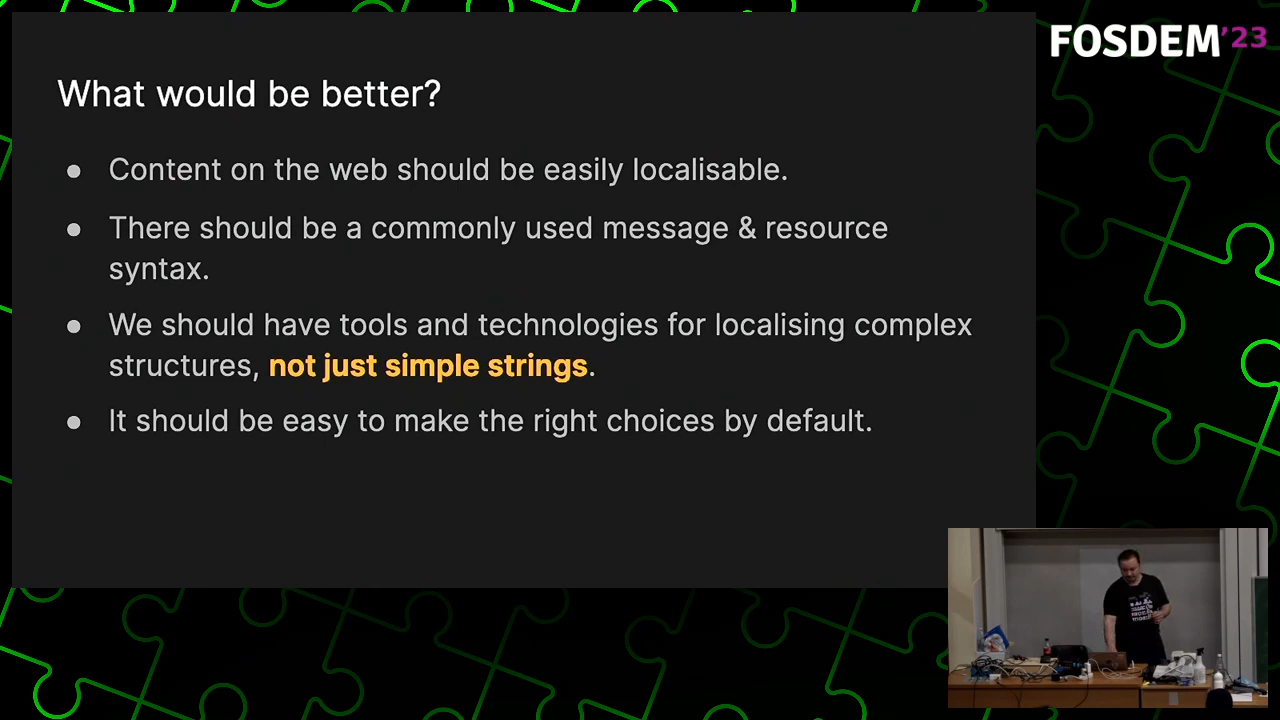 FOSDEM'23
What would be better?
● Content on the web should be easily localisable.
● There should be a commonly used message & resource
syntax.
● We should have tools and technologies for localising complex
structures, not just simple strings.
● It should be easy to make the right choices by default.